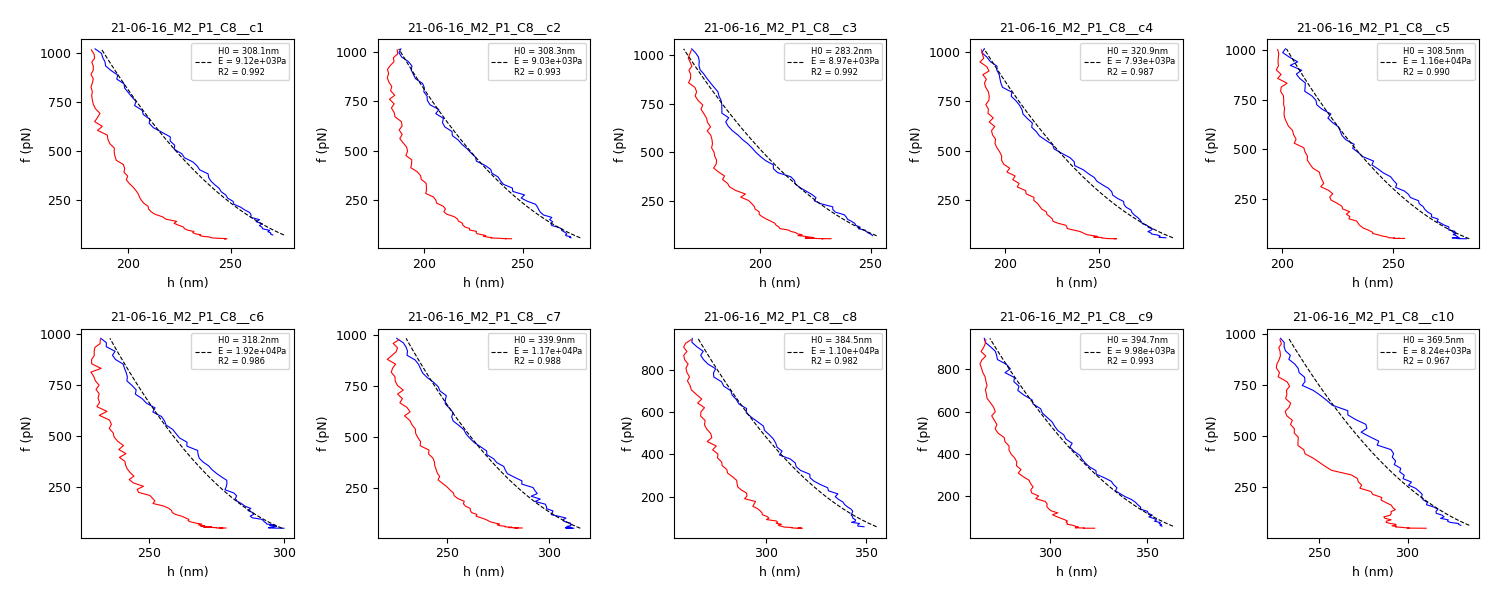 21-06-16_M2_P1_C8__c1
H0 = 308.1nm
E = 9.12e+03Pa
R2 = 0.992
1000
750
500
250
f (pN)
200 250
h (nm)
21-06-16_M2_P1_C8__c2
H0 = 308.3nm
E = 9.03e+03Pa
R2 = 0.993
1000
750
500
250
f (pN)
200 250
h (nm)
21-06-16_M2_P1_C8__c3
H0 = 283.2nm
E = 8.97e+03Pa
R2 = 0.992
1000
750
500
250
f (pN)
200 250
h (nm)
21-06-16_M2_P1_C8__c4
H0 = 320.9nm
E = 7.93e+03Pa
R2 = 0.987
1000
750
500
250
f (pN)
200 250
h (nm)
21-06-16_M2_P1_C8__c5
H0 = 308.5nm
E = 1.16e+04Pa
R2 = 0.990
1000
750
500
250
f (pN)
200 250
h (nm)
21-06-16_M2_P1_C8__c6
H0 = 318.2nm
E = 1.92e+04Pa
R2 = 0.986
1000
750
500
250
f (pN)
250 300
h (nm)
21-06-16_M2_P1_C8__c7
H0 = 339.9nm
E = 1.17e+04Pa
R2 = 0.988
1000
750
500
250
f (pN)
250 300
h (nm)
21-06-16_M2_P1_C8__c8
H0 = 384.5nm
E = 1.10e+04Pa
R2 = 0.982
800
600
400
200
f (pN)
300 350
h (nm)
21-06-16_M2_P1_C8__c9
H0 = 394.7nm
E = 9.98e+03Pa
R2 = 0.993
800
600
400
200
f (pN)
300 350
h (nm)
21-06-16_M2_P1_C8__c10
H0 = 369.5nm
E = 8.24e+03Pa
R2 = 0.967
1000
750
500
250
f (pN)
250 300
h (nm)